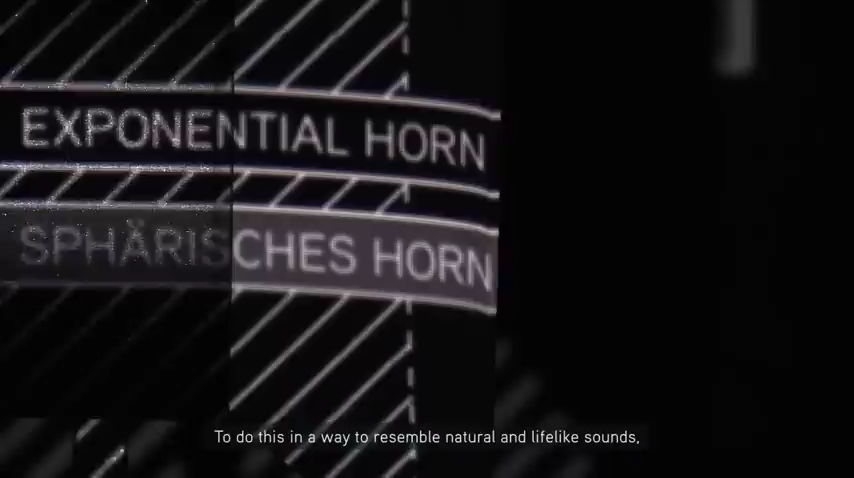 EXPONENTIAL HORN
SPHÄRISCHES HORN
To do this in a way to resemble natural and lifelike sounds,